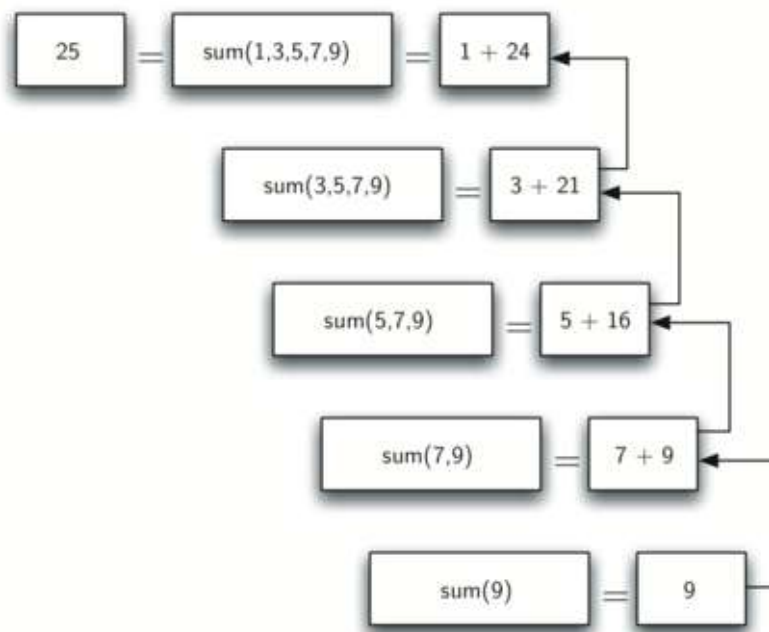 25 = sum(1,3,5,7,9) = 1 + 24
sum(3,5,7,9) = 3 + 21
sum(5,7,9) = 5 + 16
sum(7,9) = 7 + 9
sum(9) = 9